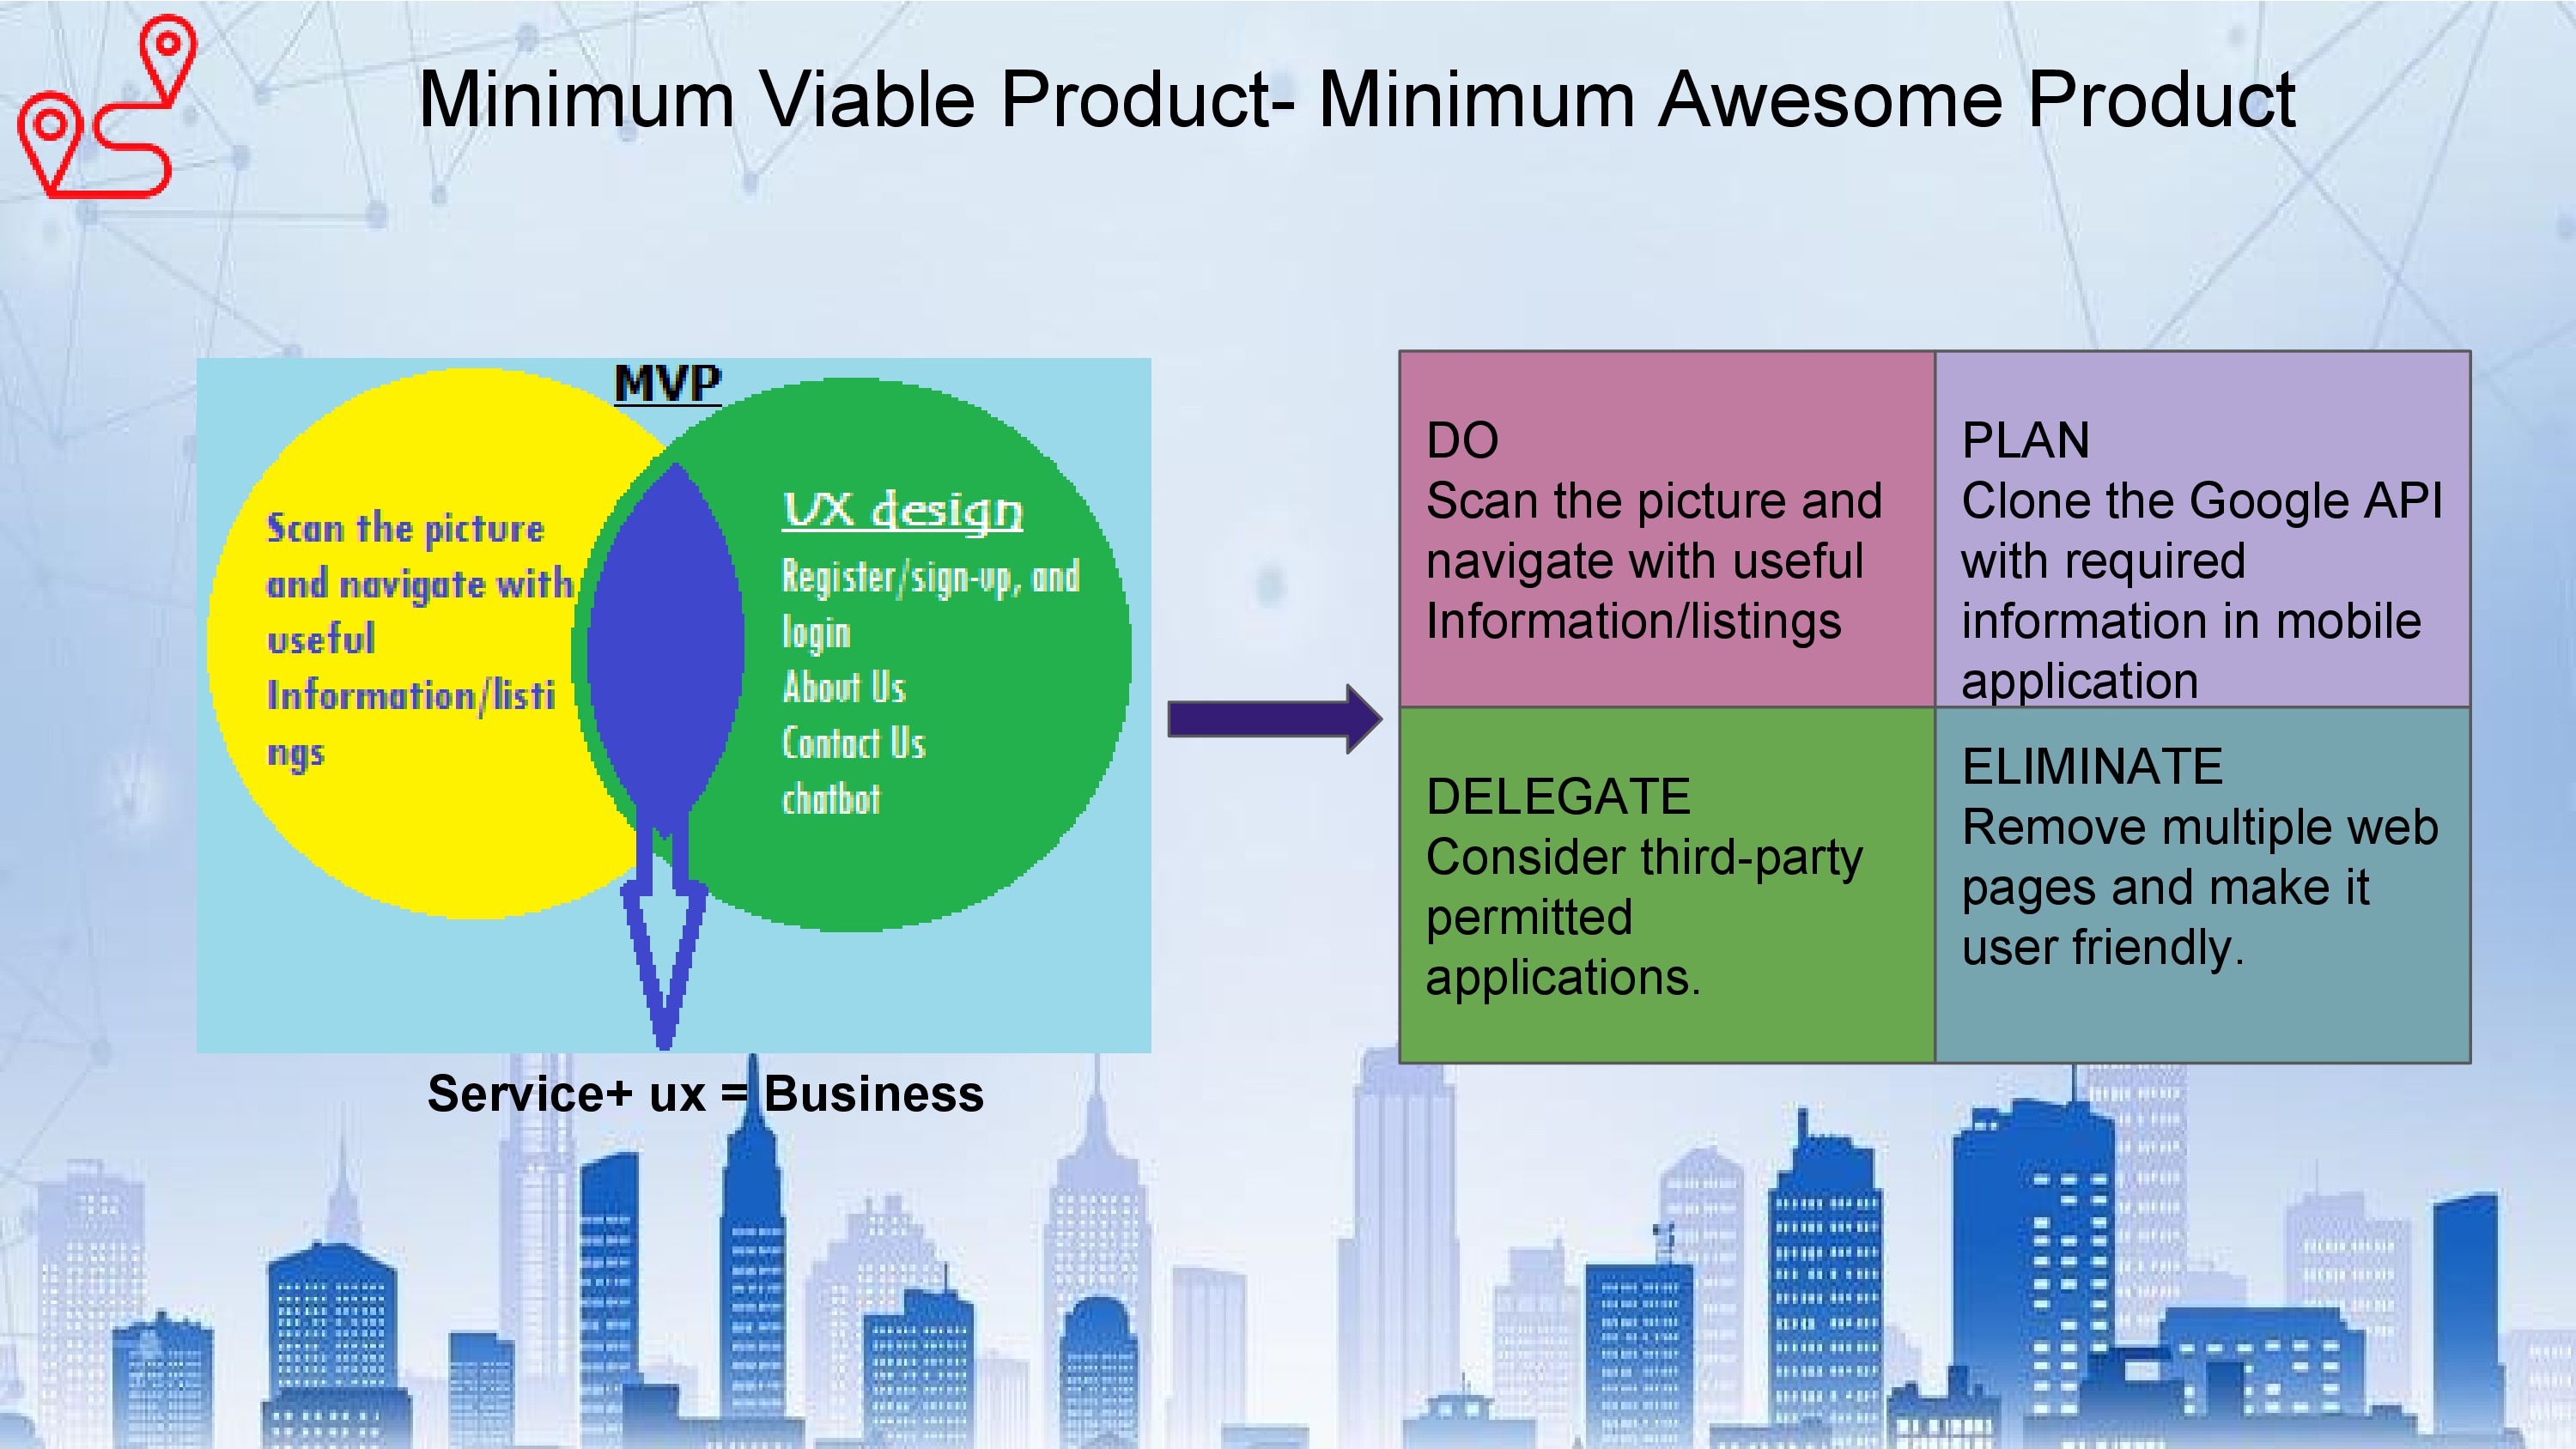 Minimum Viable Product- Minimum Awesome Product
MVP
Scan the picture
and navigate with
useful
Information/listi
ngs
UX design
Register/sign-up, and
login
About Us
Contact Us
chatbot
Service+ ux = Business
DO
Scan the picture and
navigate with useful
Information/listings
PLAN
Clone the Google API
with required
information in mobile
application
DELEGATE
Consider third-party
permitted
applications.
ELIMINATE
Remove multiple web
pages and make it
user friendly.